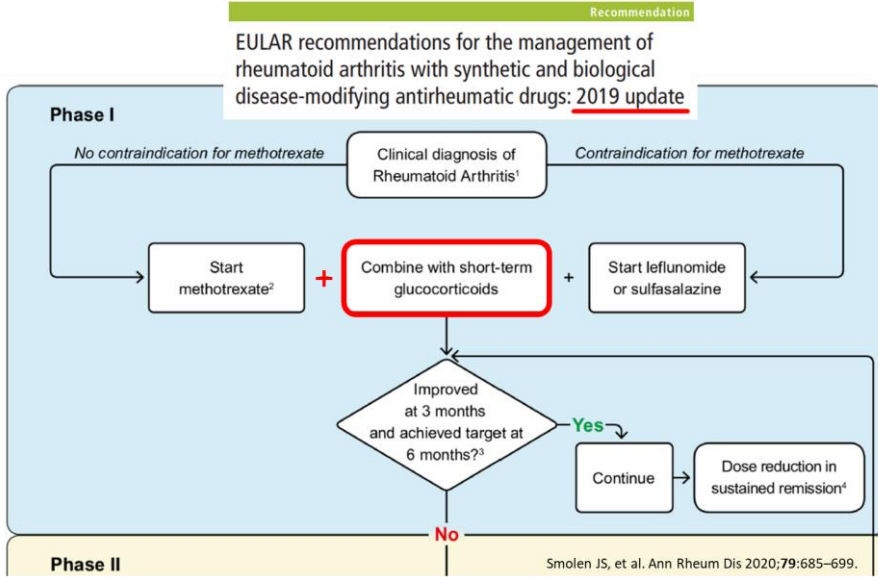 Recommendation
EULAR recommendations for the management of
rheumatoid arthritis with synthetic and biological
disease-modifying antirheumatic drugs: 2019 update
Phase I
No contraindication for methotrexate
Clinical diagnosis of
Rheumatoid Arthritis¹
Contraindication for methotrexate
Start
methotrexate²
+
Combine with short-term
glucocorticoids
+
Start leflunomide
or sulfasalazine
Improved
at 3 months
and achieved target at
6 months?³
Yes
Continue
Dose reduction in
sustained remission⁴
No
Phase II
Smolen JS, et al. Ann Rheum Dis 2020;79:685–699.